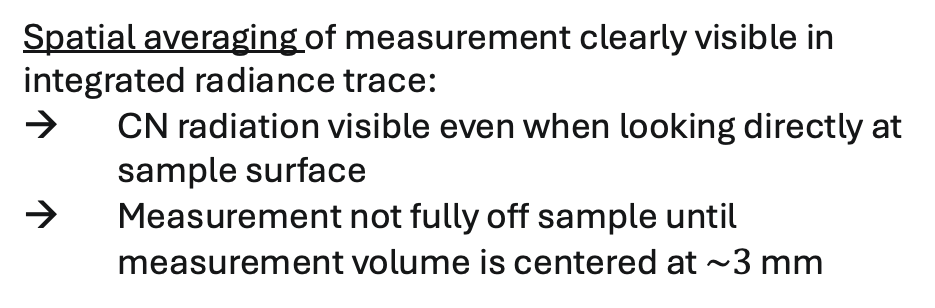 Spatial averaging of measurement clearly visible in
integrated radiance trace:
→ CN radiation visible even when looking directly at
sample surface
→ Measurement not fully off sample until
measurement volume is centered at ~3 mm